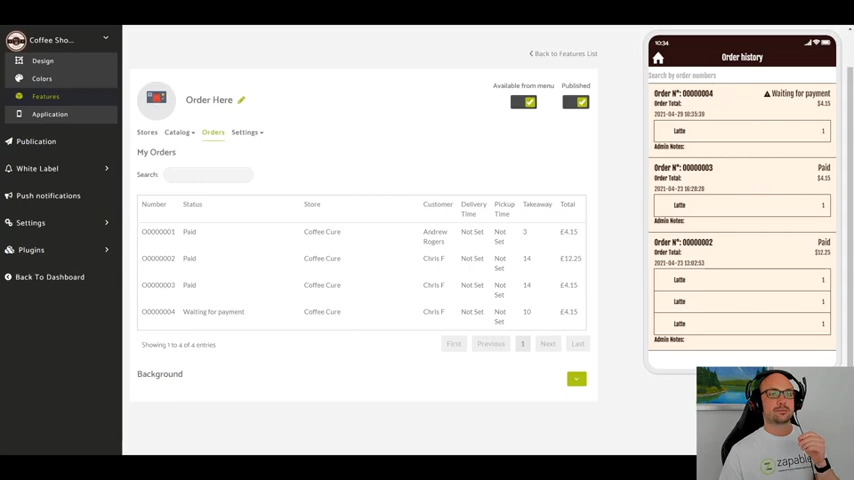 Coffee Sho...
Design
Colors
Features
Application
Publication
White Label
Push notifications
Settings
Plugins
Back To Dashboard
Back to Features List
Order Here
Available from menu
Published
Stores Catalog Orders Settings
My Orders
Search:
Number Status Store Customer Delivery Time Pickup Time Takeaway Total
O0000001 Paid Coffee Cure Andrew Rogers Not Set Not Set 3 £4.15
O0000002 Paid Coffee Cure Chris F Not Set Not Set 14 £12.25
O0000003 Paid Coffee Cure Chris F Not Set Not Set 14 £4.15
O0000004 Waiting for payment Coffee Cure Chris F Not Set Not Set 10 £4.15
Showing 1 to 4 of 4 entries
First Previous 1 Next Last
Background
10:34
Order history
Search by order numbers
Order N°: O0000004 Waiting for payment
Order Total: $4.15
2021-04-29 10:35:39
Latte 1
Admin Notes:
Order N°: O0000003 Paid
Order Total: $4.15
2021-04-23 16:28:28
Latte 1
Admin Notes:
Order N°: O0000002 Paid
Order Total: $12.25
2021-04-23 13:02:53
Latte 1
Latte 1
Latte 1
Admin Notes:
zapable